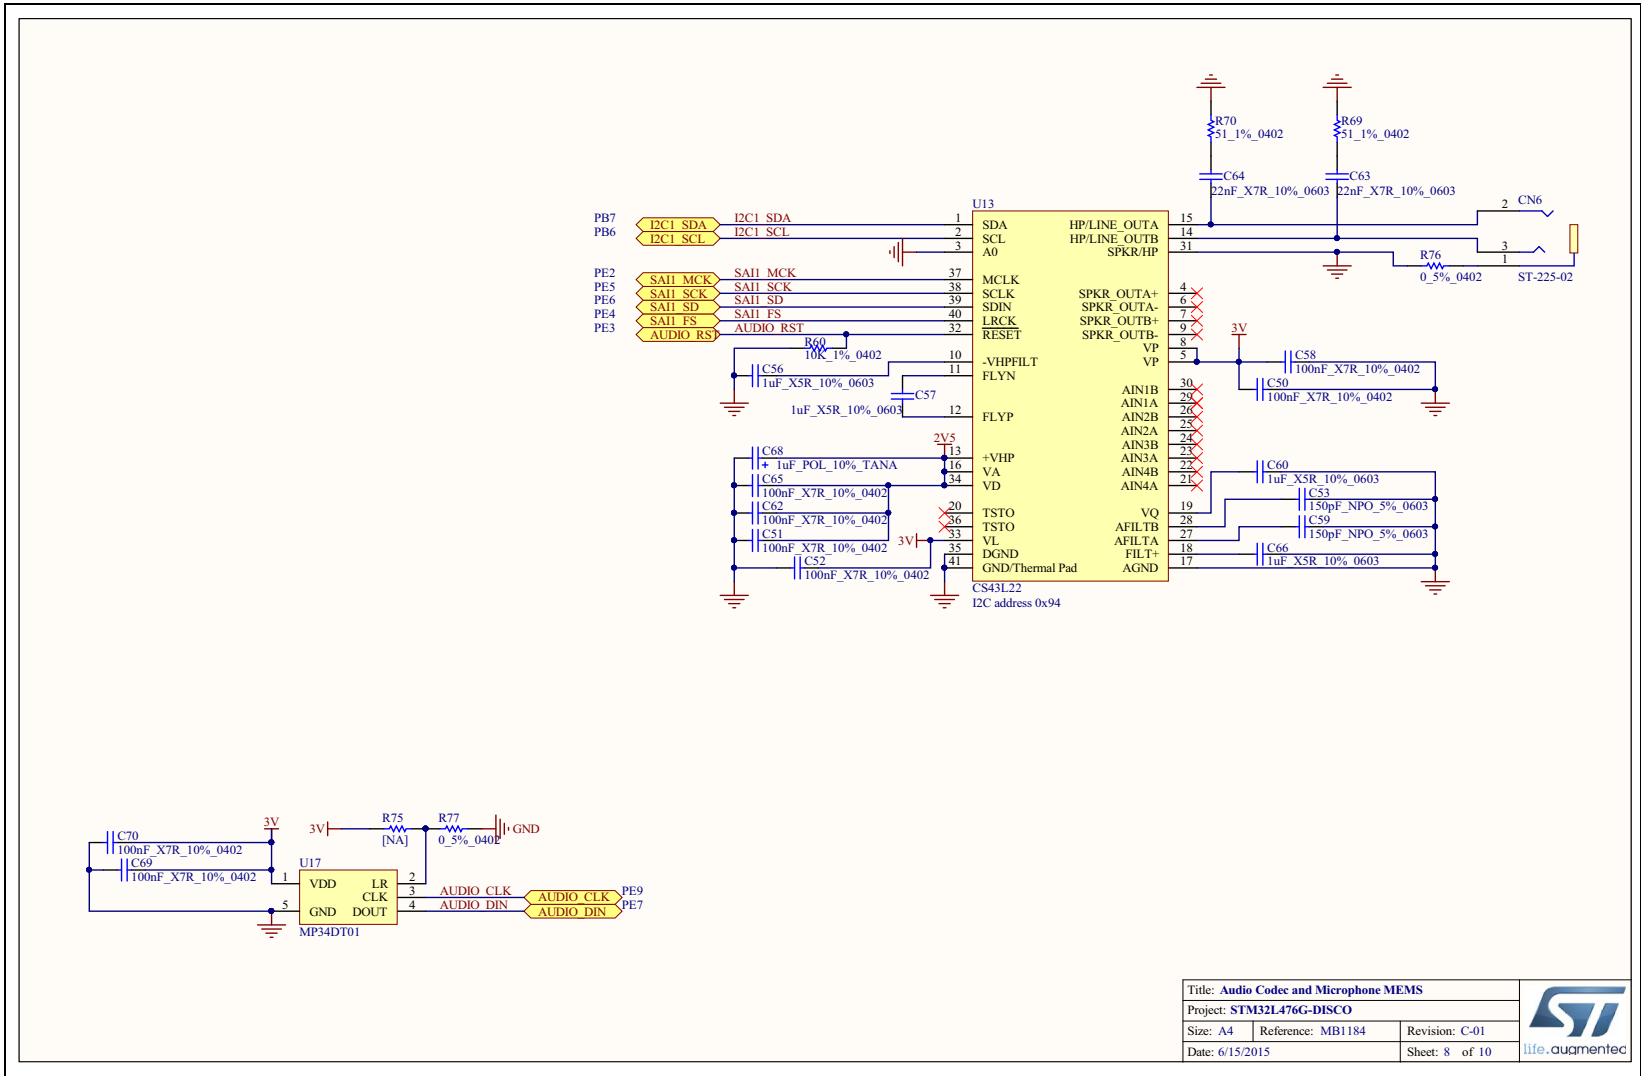 R70
51_1%_0402
R69
51_1%_0402
C64
22nF_X7R_10%_0603
C63
22nF_X7R_10%_0603
U13
2 CN6
PB7 I2C1_SDA I2C1_SDA 1 SDA HP/LINE_OUTA 15
PB6 I2C1_SCL I2C1_SCL 2 SCL HP/LINE_OUTB 14
3 A0 SPKR/HP 31
3
1
R76
0_5%_0402
ST-225-02
PE2 SAI1_MCK SAI1_MCK 37 MCLK
PE5 SAI1_SCK SAI1_SCK 38 SCLK SPKR_OUTA+ 4
PE6 SAI1_SD SAI1_SD 39 SDIN SPKR_OUTA- 6
PE4 SAI1_FS SAI1_FS 40 LRCK SPKR_OUTB+ 7
PE3 AUDIO_RST AUDIO_RST 32 RESET SPKR_OUTB- 9
R60
10K_1%_0402
VP 8
10 -VHPFILT VP 5
3V
C58
100nF_X7R_10%_0402
C50
100nF_X7R_10%_0402
C56
1uF_X5R_10%_0603
11 FLYN
C57
1uF_X5R_10%_0603
12 FLYP
AIN1B 30
AIN1A 29
AIN2B 26
AIN2A 25
AIN3B 24
AIN3A 23
AIN4B 22
AIN4A 21
2V5
C68
+ 1uF_POL_10%_TANA
13 +VHP
16 VA
34 VD
C65
100nF_X7R_10%_0402
C62
100nF_X7R_10%_0402
C51
100nF_X7R_10%_0402
C52
100nF_X7R_10%_0402
20 TSTO
36 TSTO
3V 33 VL
35 DGND
41 GND/Thermal Pad
VQ 19
AFILTB 28
AFILTA 27
FILT+ 18
AGND 17
C60
1uF_X5R_10%_0603
C53
150pF_NPO_5%_0603
C59
150pF_NPO_5%_0603
C66
1uF_X5R_10%_0603
CS43L22
I2C address 0x94
3V
C70
100nF_X7R_10%_0402
C69
100nF_X7R_10%_0402
3V
R75
[NA]
R77
0_5%_0402
GND
U17
1 VDD LR 2
CLK 3 AUDIO_CLK AUDIO_CLK PE9
5 GND DOUT 4 AUDIO_DIN AUDIO_DIN PE7
MP34DT01
Title: Audio Codec and Microphone MEMS
Project: STM32L476G-DISCO
Size: A4 Reference: MB1184 Revision: C-01
Date: 6/15/2015 Sheet: 8 of 10
ST
life.augmented